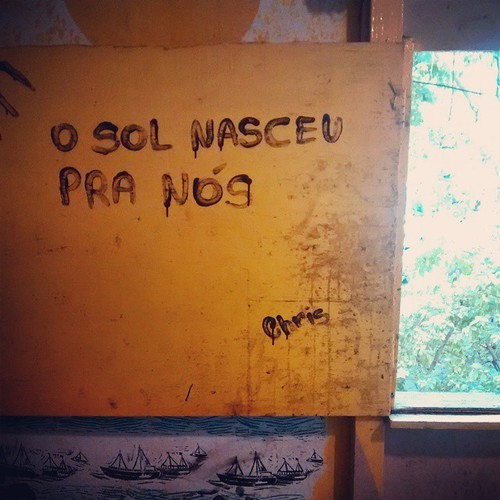 O SOL NASCEU
PRA NÓS
Chris